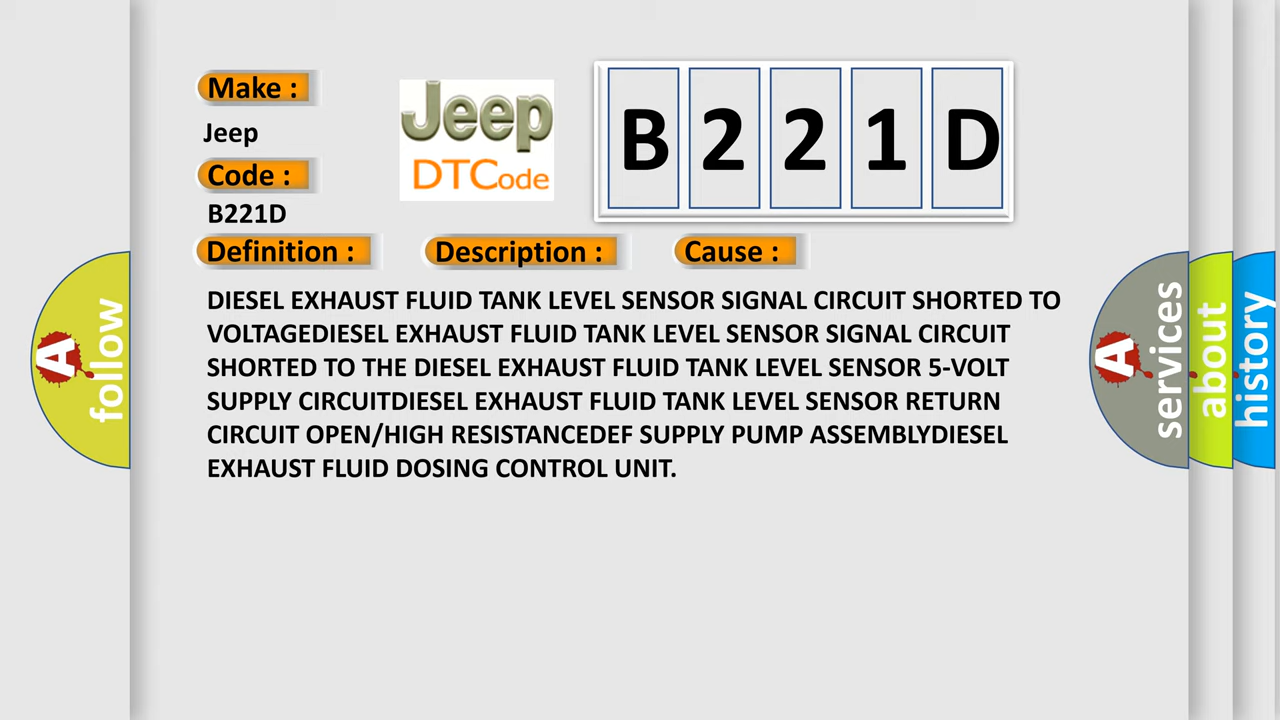 Make :
Jeep
Code :
B221D
Jeep
DTCode
B221D
Definition :
Description :
Cause :
DIESEL EXHAUST FLUID TANK LEVEL SENSOR SIGNAL CIRCUIT SHORTED TO
VOLTAGEDIESEL EXHAUST FLUID TANK LEVEL SENSOR SIGNAL CIRCUIT
SHORTED TO THE DIESEL EXHAUST FLUID TANK LEVEL SENSOR 5-VOLT
SUPPLY CIRCUITDIESEL EXHAUST FLUID TANK LEVEL SENSOR RETURN
CIRCUIT OPEN/HIGH RESISTANCEDEF SUPPLY PUMP ASSEMBLYDIESEL
EXHAUST FLUID DOSING CONTROL UNIT.
A
follow
A
services
about
history